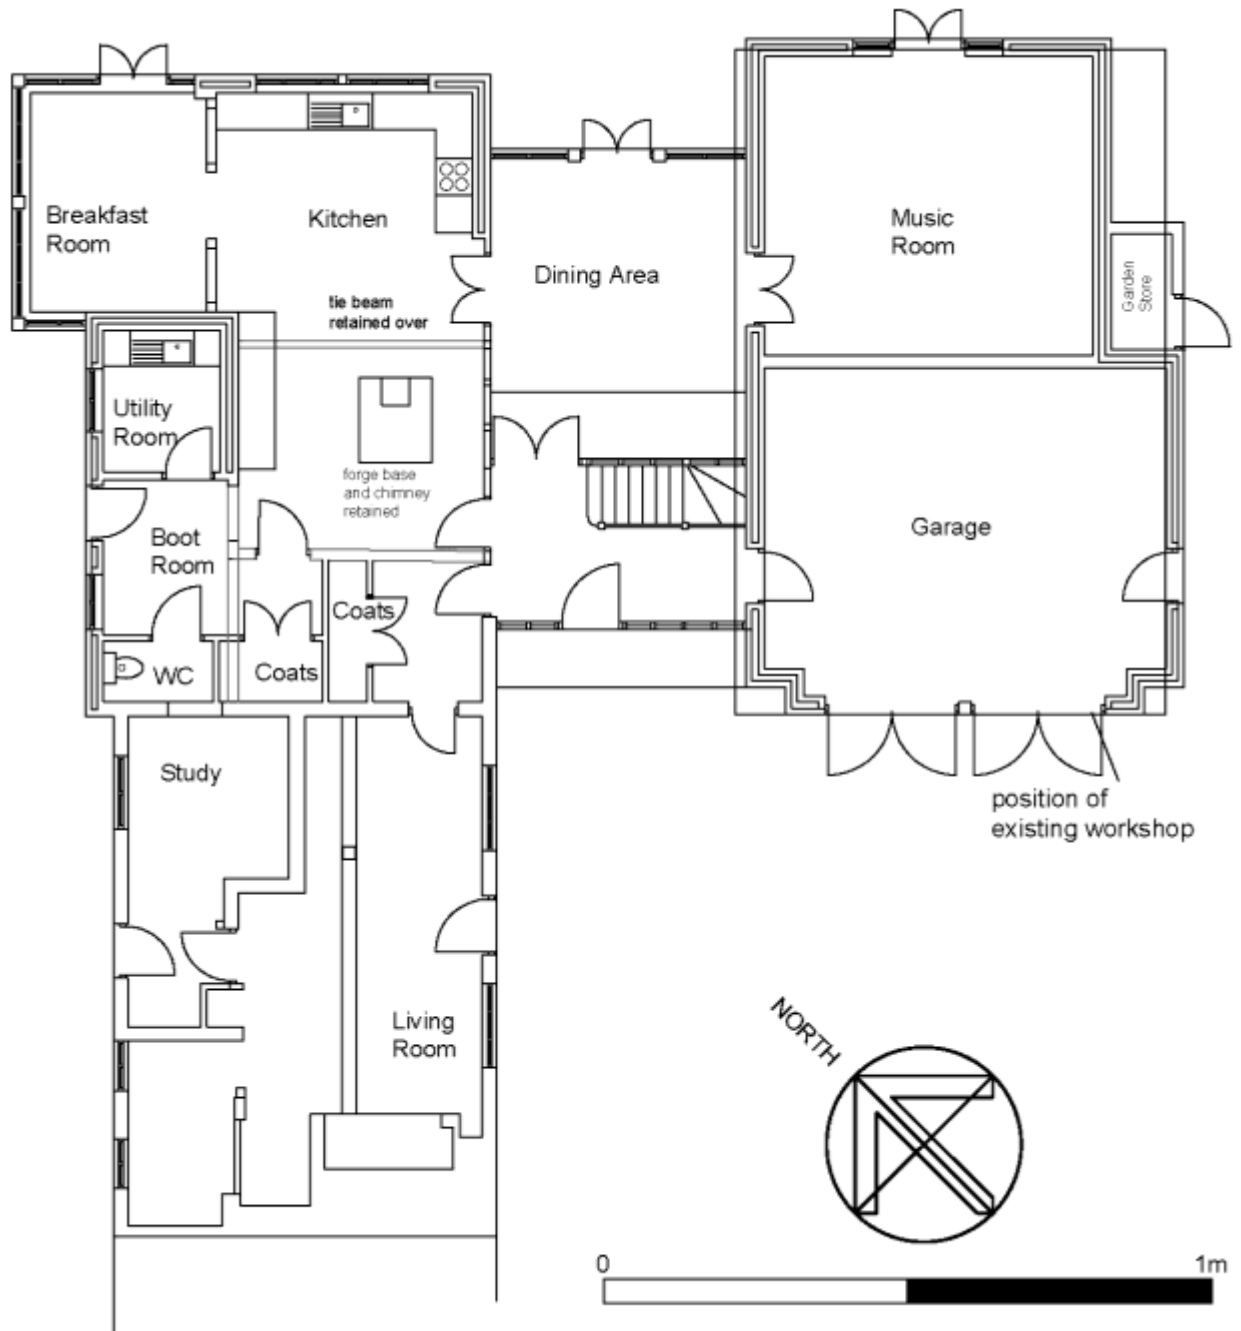 Breakfast
Room
Kitchen
Dining Area
Music
Room
Garden
Store
tie beam
retained over
Utility
Room
forge base
and chimney
retained
Boot
Room
Garage
Coats
WC
Coats
Study
position of
existing workshop
Living
Room
NORTH
0
1m